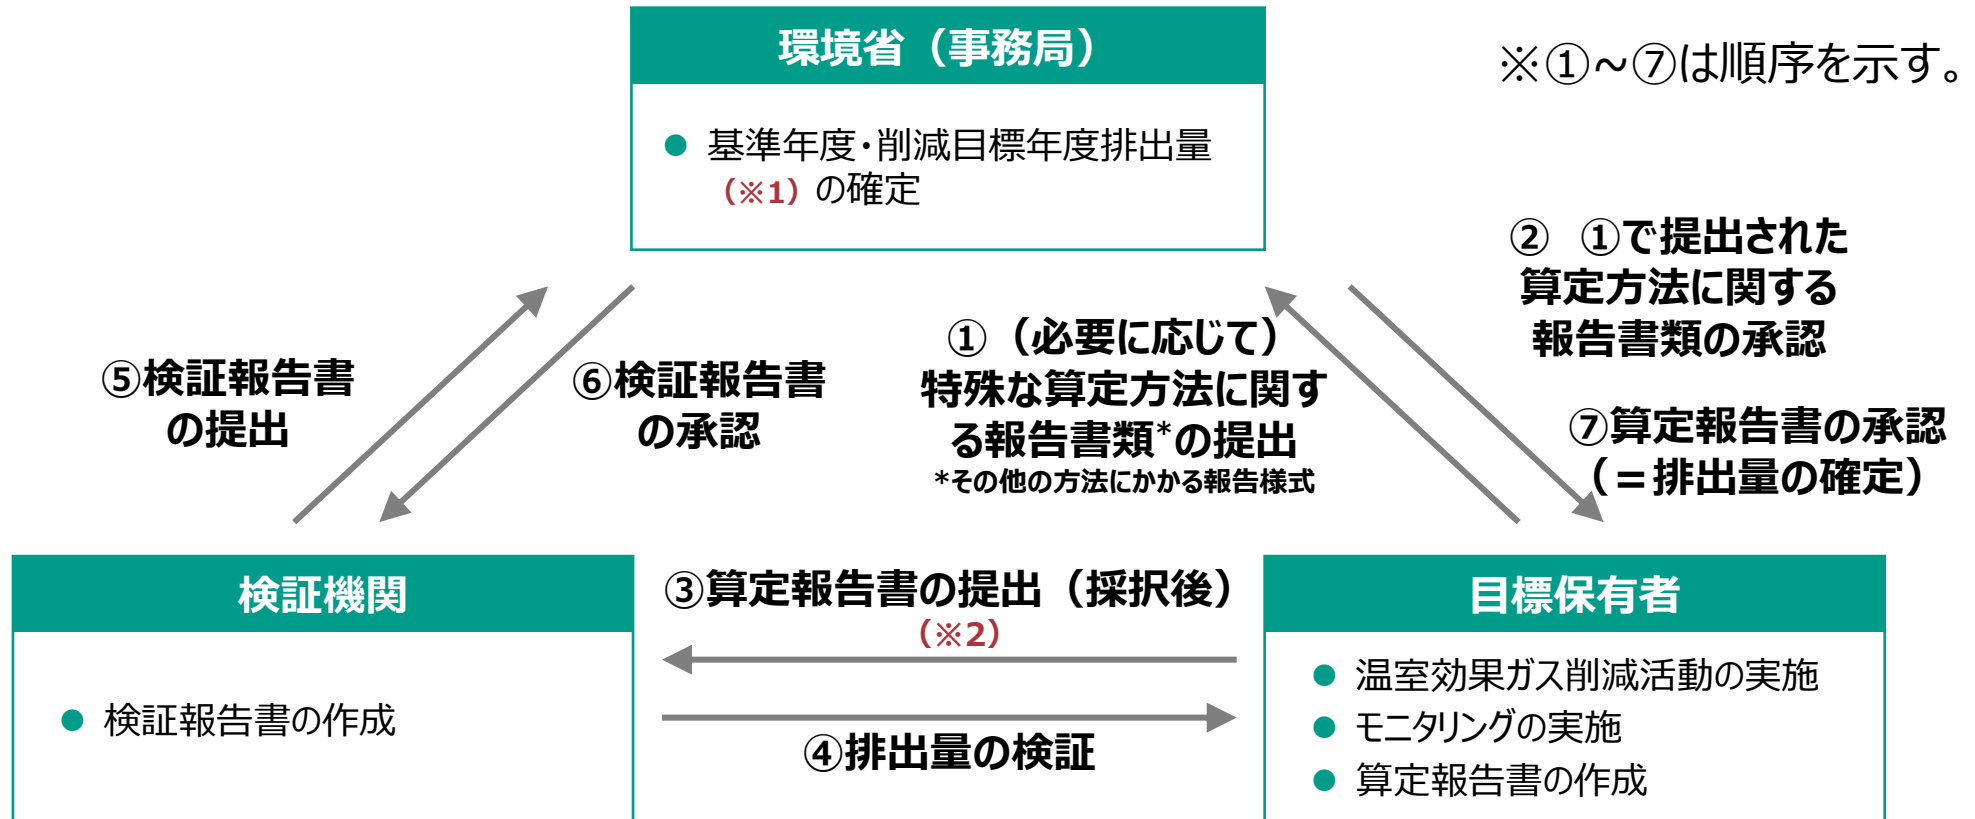 環境省（事務局）
※①～⑦は順序を示す。
● 基準年度・削減目標年度排出量
（※1）の確定
② ①で提出された
算定方法に関する
報告書類の承認
①（必要に応じて）
特殊な算定方法に関す
る報告書類*の提出
*その他の方法にかかる報告様式
⑤検証報告書
の提出
⑥検証報告書
の承認
⑦算定報告書の承認
（＝排出量の確定）
検証機関
● 検証報告書の作成
③算定報告書の提出（採択後）
（※2）
④排出量の検証
目標保有者
● 温室効果ガス削減活動の実施
● モニタリングの実施
● 算定報告書の作成